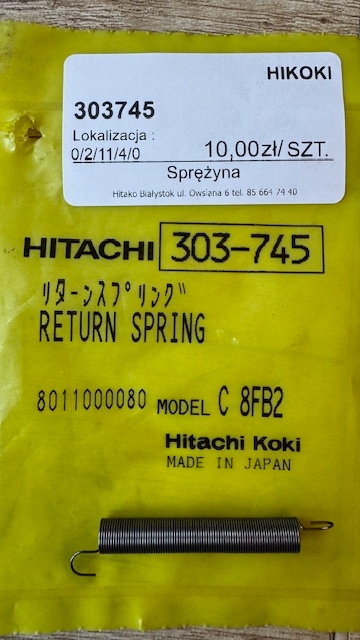 HIKOKI
303745
Lokalizacja :
0/2/11/4/0 10,00zł/SZT.
Sprężyna
Hitako Białystok ul. Owsiana 6 tel. 85 664 74 40
HITACHI 303-745
リターンスプリング
RETURN SPRING
8011000080 MODEL C 8FB2
Hitachi Koki
MADE IN JAPAN